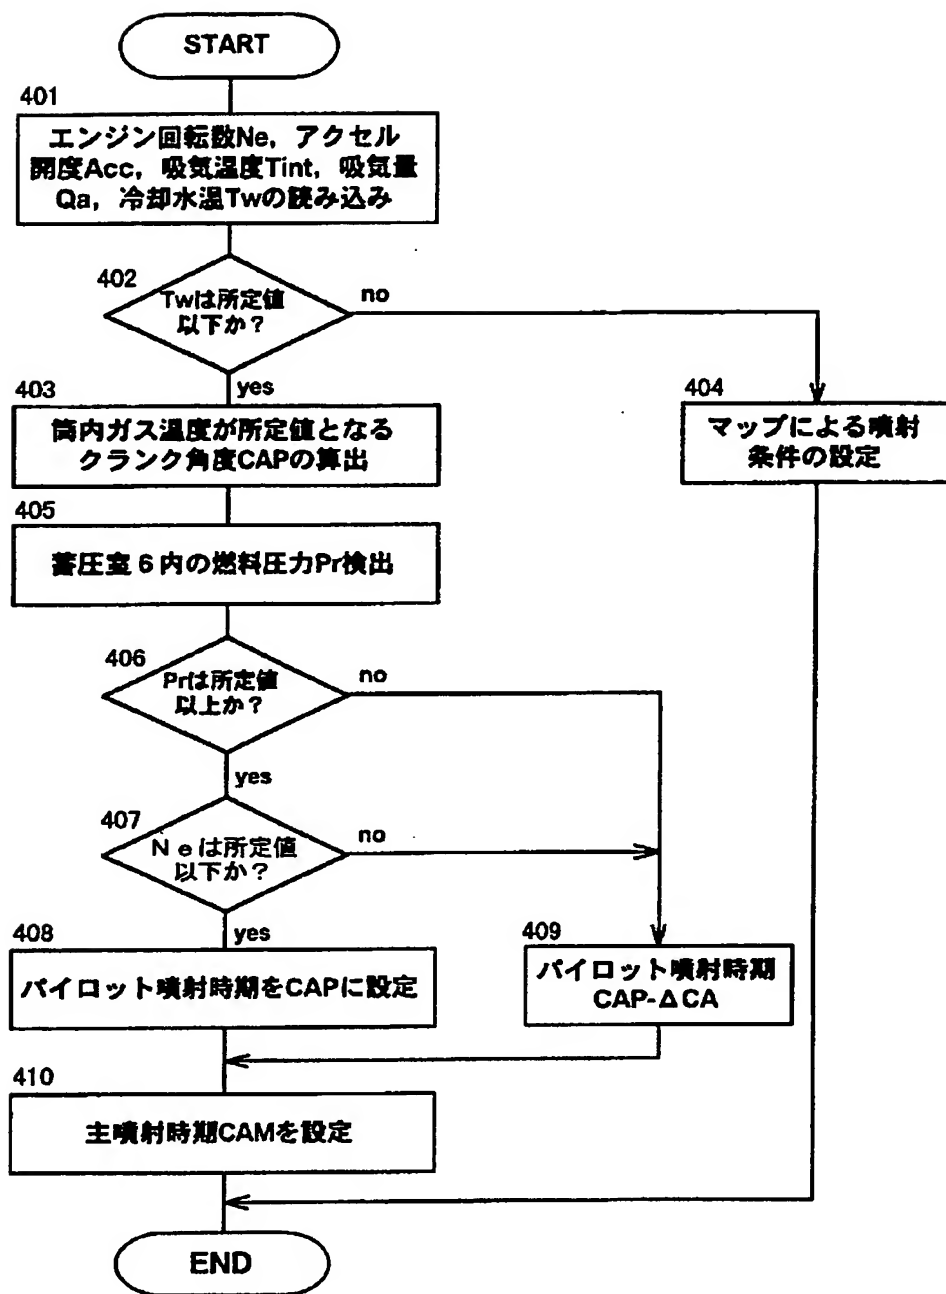 START
401
エンジン回転数Ne，アクセル
開度Acc，吸気温度Tint，吸気量
Qa，冷却水温Twの読み込み
402
Twは所定値
以下か？
no
yes
403
筒内ガス温度が所定値となる
クランク角度CAPの算出
404
マップによる噴射
条件の設定
405
蓄圧室６内の燃料圧力Pr検出
406
Prは所定値
以上か？
no
yes
407
Ｎｅは所定値
以下か？
no
yes
408
パイロット噴射時期をCAPに設定
409
パイロット噴射時期
CAP-ΔCA
410
主噴射時期CAMを設定
END